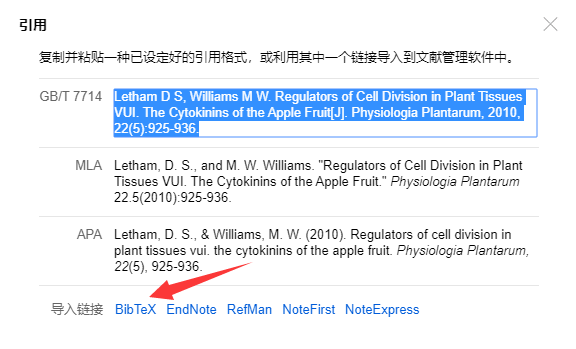 引用
复制并粘贴一种已设定好的引用格式，或利用其中一个链接导入到文献管理软件中。
GB/T 7714 Letham D S, Williams M W. Regulators of Cell Division in Plant Tissues
VUI. The Cytokinins of the Apple Fruit[J]. Physiologia Plantarum, 2010,
22(5):925-936.
MLA Letham, D. S., and M. W. Williams. "Regulators of Cell Division in Plant
Tissues VUI. The Cytokinins of the Apple Fruit." Physiologia Plantarum
22.5(2010):925-936.
APA Letham, D. S., & Williams, M. W. (2010). Regulators of cell division in
plant tissues vui. the cytokinins of the apple fruit. Physiologia Plantarum,
22(5), 925-936.
导入链接 BibTeX EndNote RefMan NoteFirst NoteExpress